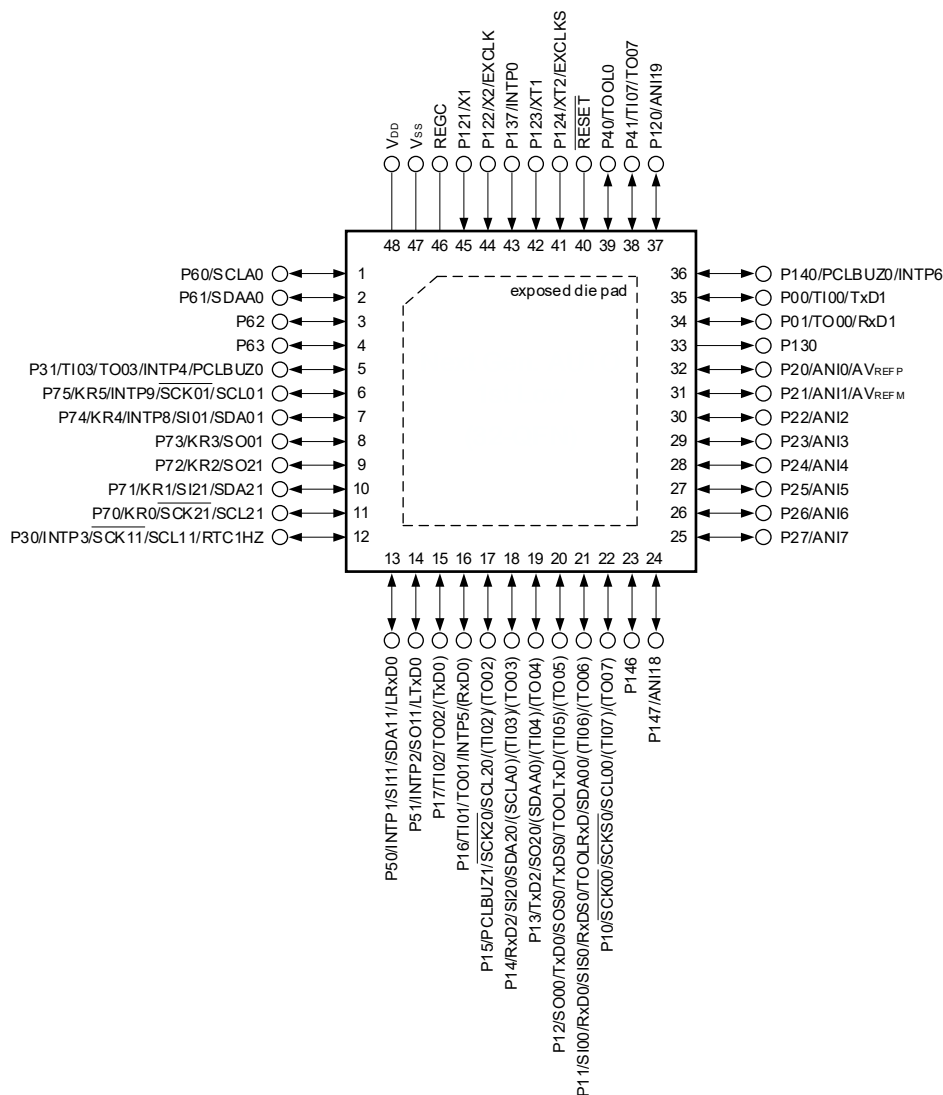 VDD
VSS
REGC
P121/X1
P122/X2/EXCLK
P137/INTP0
P123/XT1
P124/XT2/EXCLKS
RESET
P40/TOOL0
P41/TI07/TO07
P120/ANI19
48 47 46 45 44 43 42 41 40 39 38 37
exposed die pad
P60/SCLA0 1
P61/SDAA0 2
P62 3
P63 4
P31/TI03/TO03/INTP4/PCLBUZ0 5
P75/KR5/INTP9/SCK01/SCL01 6
P74/KR4/INTP8/SI01/SDA01 7
P73/KR3/SO01 8
P72/KR2/SO21 9
P71/KR1/SI21/SDA21 10
P70/KR0/SCK21/SCL21 11
P30/INTP3/SCK11/SCL11/RTC1HZ 12
36 P140/PCLBUZ0/INTP6
35 P00/TI00/TxD1
34 P01/TO00/RxD1
33 P130
32 P20/ANI0/AVREFP
31 P21/ANI1/AVREFM
30 P22/ANI2
29 P23/ANI3
28 P24/ANI4
27 P25/ANI5
26 P26/ANI6
25 P27/ANI7
13 14 15 16 17 18 19 20 21 22 23 24
P50/INTP1/SI11/SDA11/LRxD0
P51/INTP2/SO11/LTxD0
P17/TI02/TO02/(TxD0)
P16/TI01/TO01/INTP5/(RxD0)
P15/PCLBUZ1/SCK20/SCL20/(TI02)/(TO02)
P14/RxD2/SI20/SDA20/(SCLA0)/(TI03)/(TO03)
P13/TxD2/SO20/(SDAA0)/(TI04)/(TO04)
P12/SO00/TxD0/SOS0/TxDS0/TOOLTxD/(TI05)/(TO05)
P11/SI00/RxD0/SIS0/RxDS0/TOOLRxD/SDA00/(TI06)/(TO06)
P10/SCK00/SCKS0/SCL00/(TI07)/(TO07)
P146
P147/ANI18